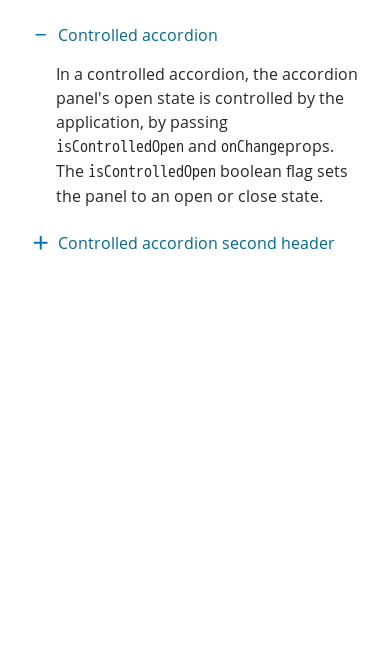 Controlled accordion
In a controlled accordion, the accordion
panel's open state is controlled by the
application, by passing
isControlledOpen and onChangeprops.
The isControlledOpen boolean flag sets
the panel to an open or close state.
Controlled accordion second header